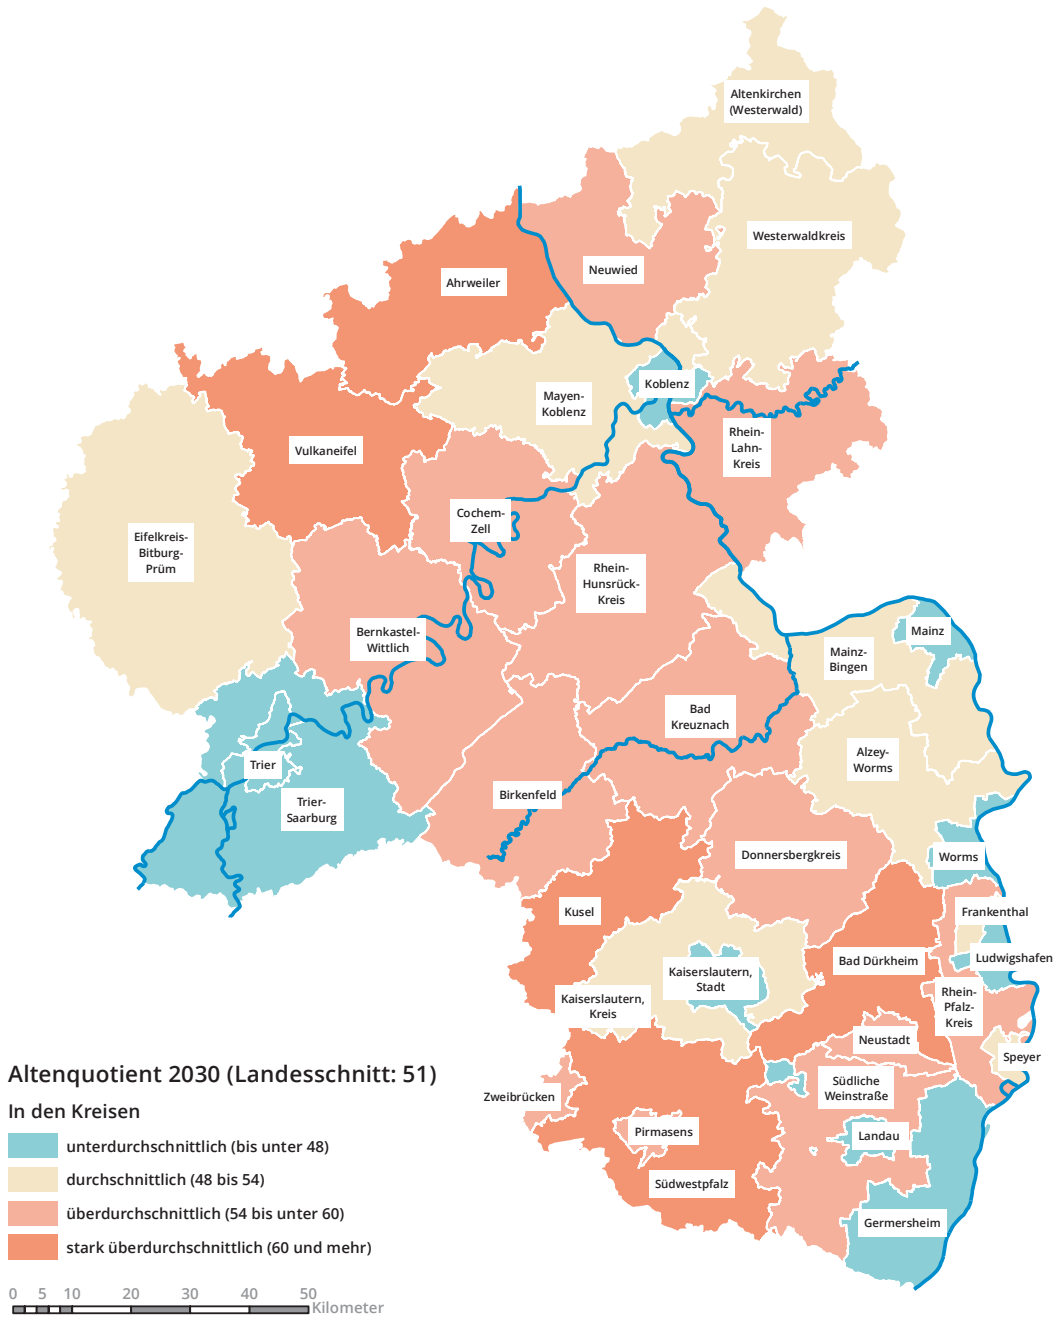 Altenkirchen
(Westerwald)
Westerwaldkreis
Neuwied
Ahrweiler
Koblenz
Mayen-
Koblenz
Rhein-
Lahn-
Kreis
Vulkaneifel
Cochem-
Zell
Eifelkreis-
Bitburg-
Prüm
Rhein-
Hunsrück-
Kreis
Bernkastel-
Wittlich
Mainz
Mainz-
Bingen
Bad
Kreuznach
Alzey-
Worms
Trier
Trier-
Saarburg
Birkenfeld
Donnersbergkreis
Worms
Kusel
Frankenthal
Bad Dürkheim
Ludwigshafen
Kaiserslautern,
Stadt
Kaiserslautern,
Kreis
Rhein-
Pfalz-
Kreis
Neustadt
Speyer
Südliche
Weinstraße
Zweibrücken
Pirmasens
Landau
Südwestpfalz
Germersheim
Altenquotient 2030 (Landesschnitt: 51)
In den Kreisen
unterdurchschnittlich (bis unter 48)
durchschnittlich (48 bis 54)
überdurchschnittlich (54 bis unter 60)
stark überdurchschnittlich (60 und mehr)
0 5 10 20 30 40 50
Kilometer